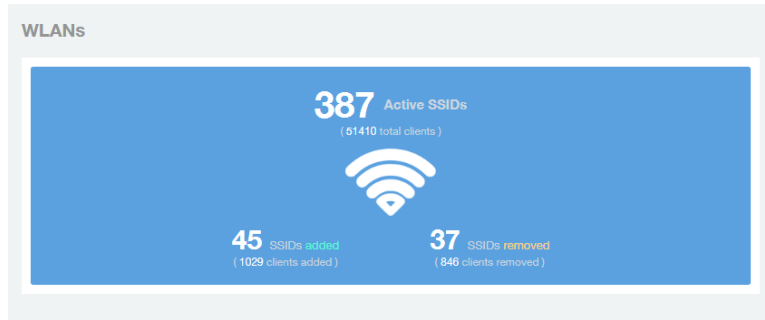 WLANs
387 Active SSIDs
( 51410 total clients )
45 SSIDs added
( 1029 clients added )
37 SSIDs removed
( 846 clients removed )